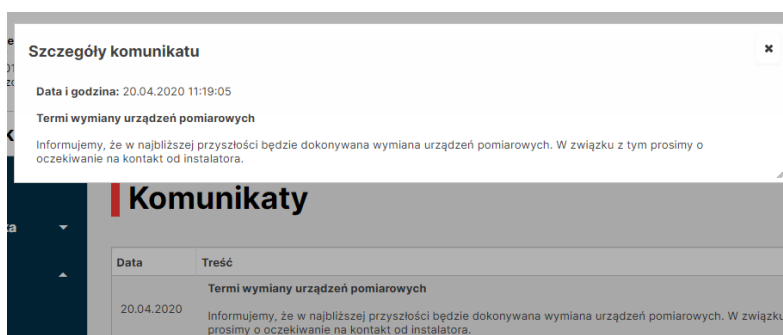 Szczegóły komunikatu
Data i godzina: 20.04.2020 11:19:05
Termi wymiany urządzeń pomiarowych
Informujemy, że w najbliższej przyszłości będzie dokonywana wymiana urządzeń pomiarowych. W związku z tym prosimy o
oczekiwanie na kontakt od instalatora.
Komunikaty
Data Treść
Termi wymiany urządzeń pomiarowych
20.04.2020
Informujemy, że w najbliższej przyszłości będzie dokonywana wymiana urządzeń pomiarowych. W związku
prosimy o oczekiwanie na kontakt od instalatora.